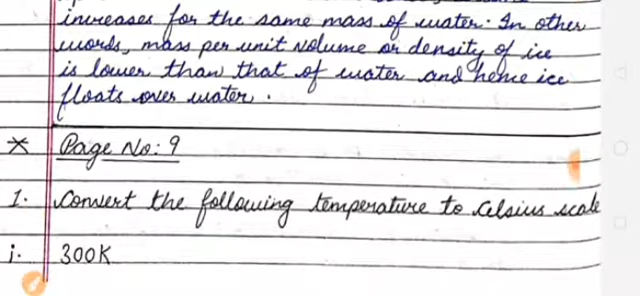 increases for the same mass of water. In other
words, mass per unit volume or density of ice
is lower than that of water and hence ice
floats over water.
* Page No: 9
1. Convert the following temperature to Celsius scale
i. 300K